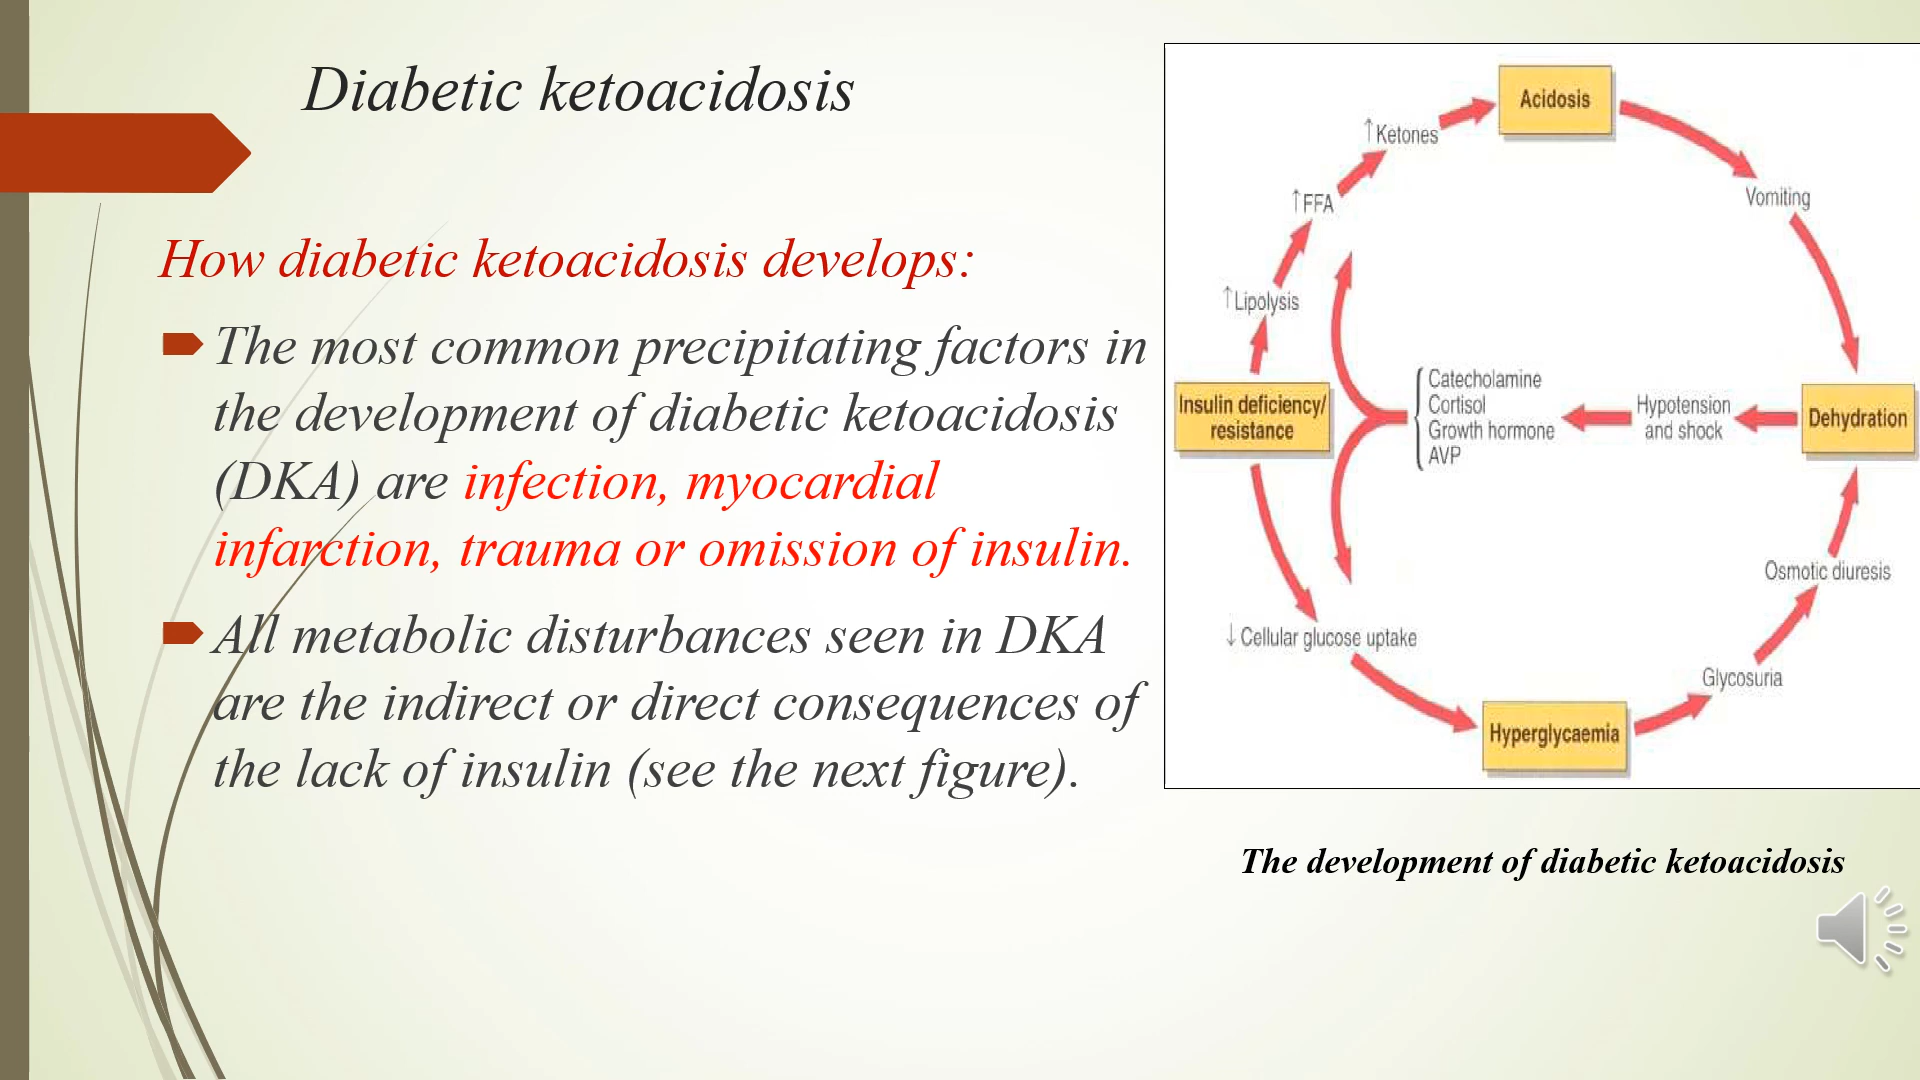 Diabetic ketoacidosis
How diabetic ketoacidosis develops:
The most common precipitating factors in
the development of diabetic ketoacidosis
(DKA) are infection, myocardial
infarction, trauma or omission of insulin.
All metabolic disturbances seen in DKA
are the indirect or direct consequences of
the lack of insulin (see the next figure).
Acidosis
↑Ketones
↑FFA
Vomiting
↑Lipolysis
Insulin deficiency/
resistance
Catecholamine
Cortisol
Growth hormone
AVP
Hypotension
and shock
Dehydration
Osmotic diuresis
↓ Cellular glucose uptake
Glycosuria
Hyperglycaemia
The development of diabetic ketoacidosis